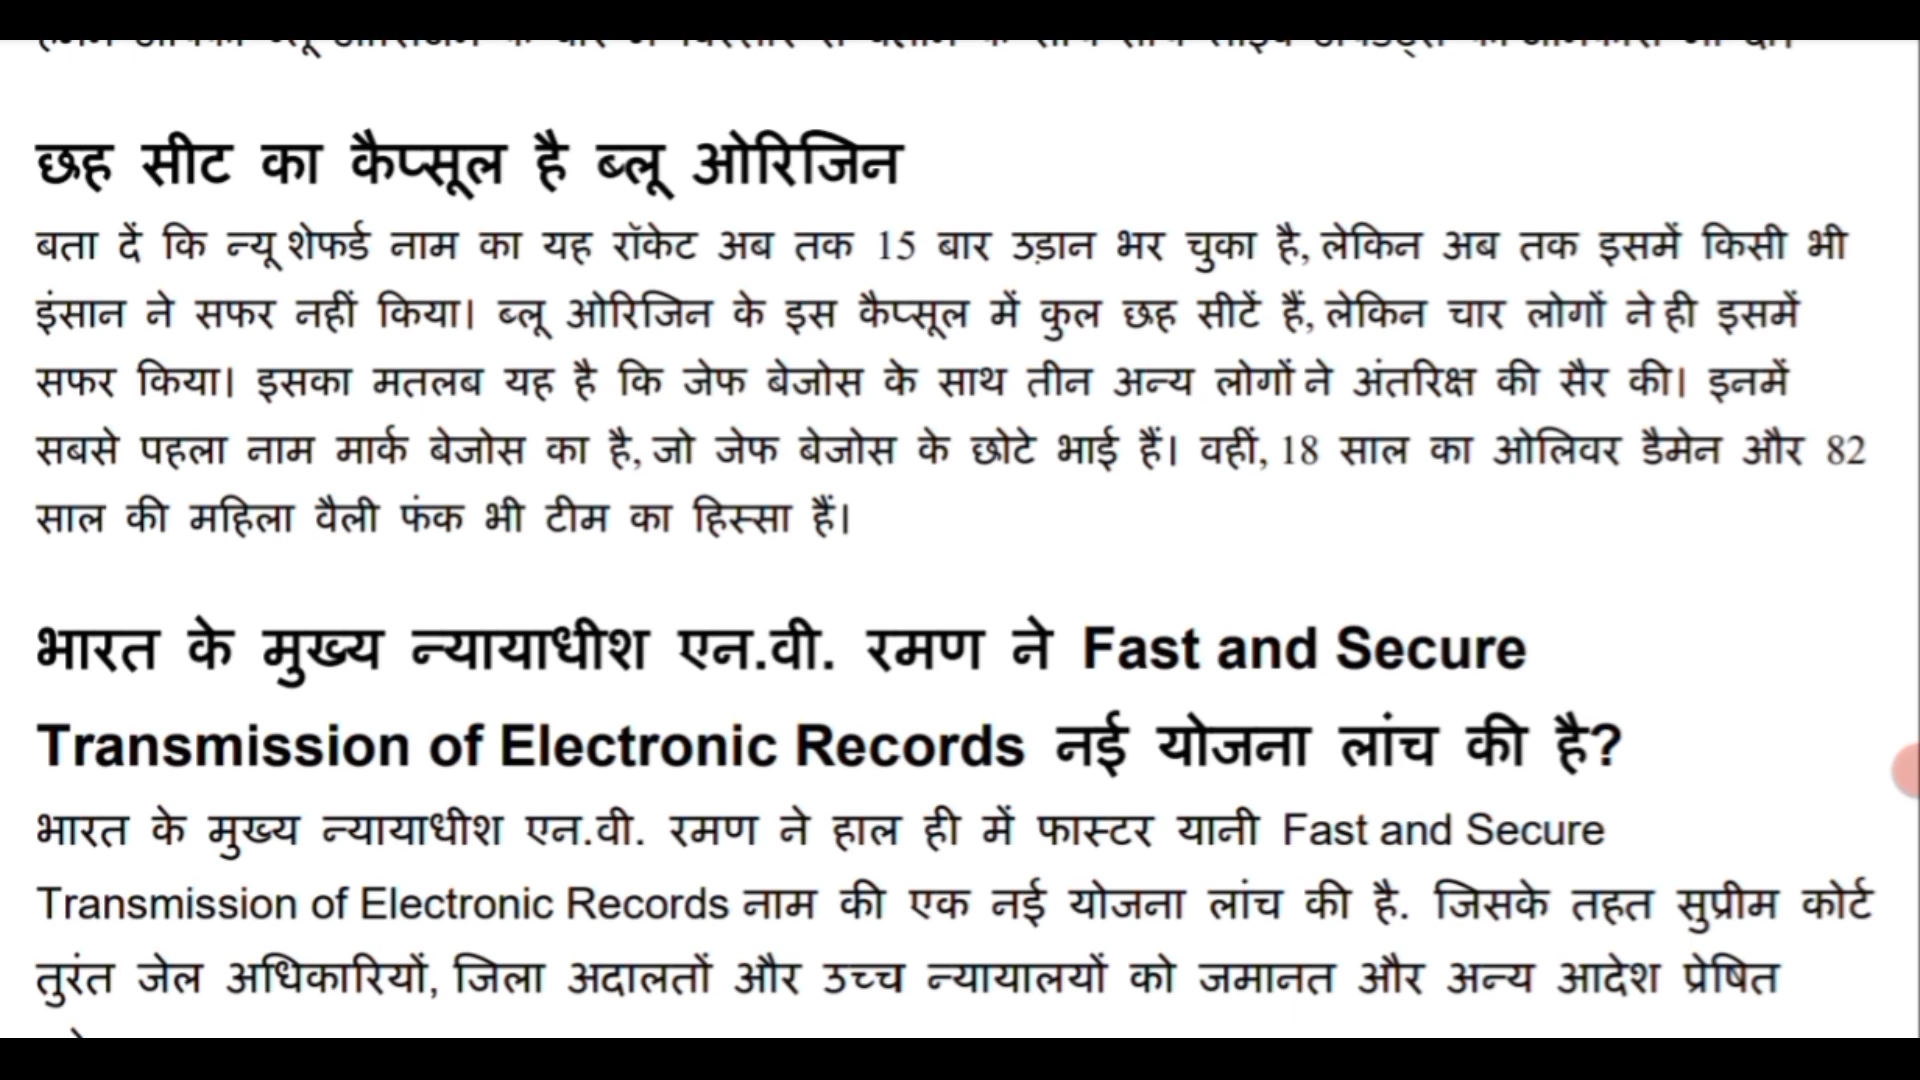 छह सीट का कैप्सूल है ब्लू ओरिजिन
बता दें कि न्यू शेफर्ड नाम का यह रॉकेट अब तक 15 बार उड़ान भर चुका है, लेकिन अब तक इसमें किसी भी
इंसान ने सफर नहीं किया। ब्लू ओरिजिन के इस कैप्सूल में कुल छह सीटें हैं, लेकिन चार लोगों ने ही इसमें
सफर किया। इसका मतलब यह है कि जेफ बेजोस के साथ तीन अन्य लोगों ने अंतरिक्ष की सैर की। इनमें
सबसे पहला नाम मार्क बेजोस का है, जो जेफ बेजोस के छोटे भाई हैं। वहीं, 18 साल का ओलिवर डैमेन और 82
साल की महिला वैली फंक भी टीम का हिस्सा हैं।
भारत के मुख्य न्यायाधीश एन.वी. रमण ने Fast and Secure
Transmission of Electronic Records नई योजना लांच की है?
भारत के मुख्य न्यायाधीश एन.वी. रमण ने हाल ही में फास्टर यानी Fast and Secure
Transmission of Electronic Records नाम की एक नई योजना लांच की है. जिसके तहत सुप्रीम कोर्ट
तुरंत जेल अधिकारियों, जिला अदालतों और उच्च न्यायालयों को जमानत और अन्य आदेश प्रेषित